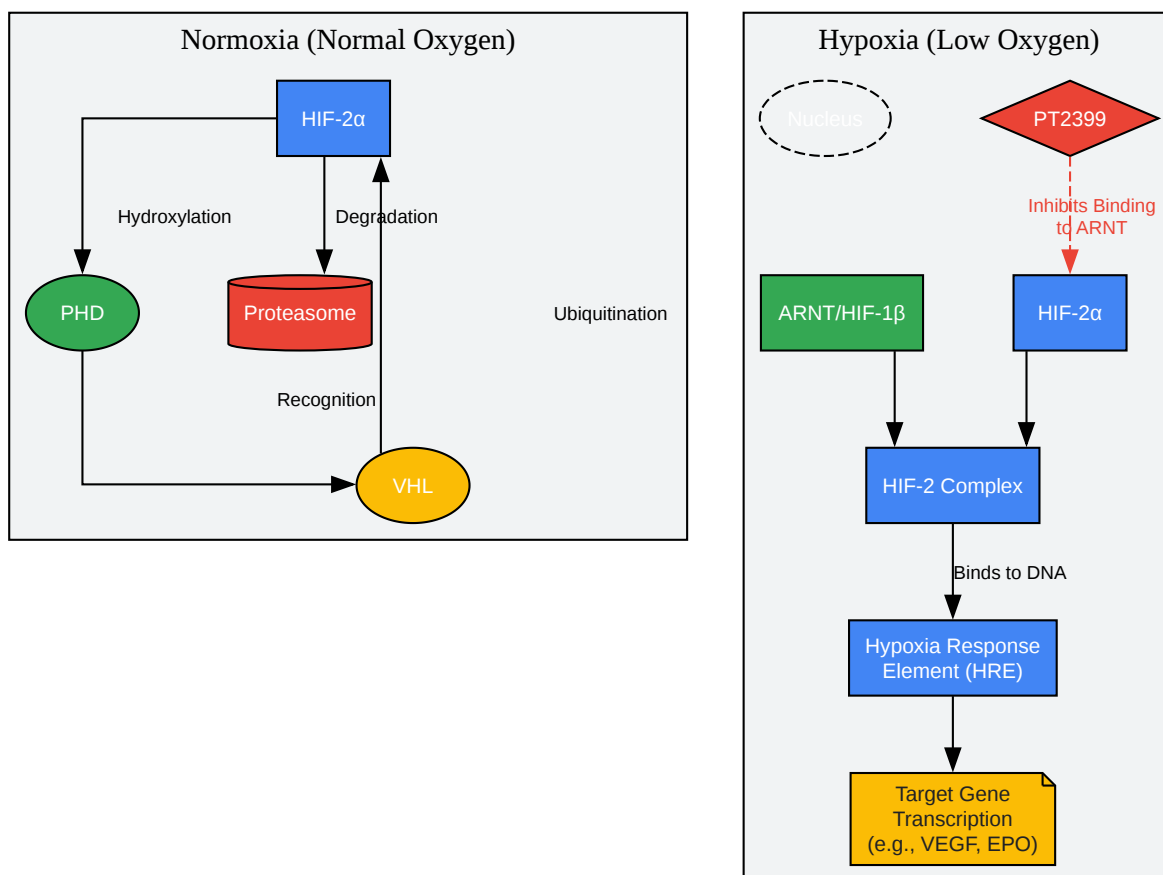 Normoxia (Normal Oxygen)
HIF-2α
Hydroxylation
Degradation
PHD
Proteasome
Ubiquitination
Recognition
VHL
Hypoxia (Low Oxygen)
Nucleus
PT2399
Inhibits Binding
to ARNT
ARNT/HIF-1β
HIF-2α
HIF-2 Complex
Binds to DNA
Hypoxia Response
Element (HRE)
Target Gene
Transcription
(e.g., VEGF, EPO)